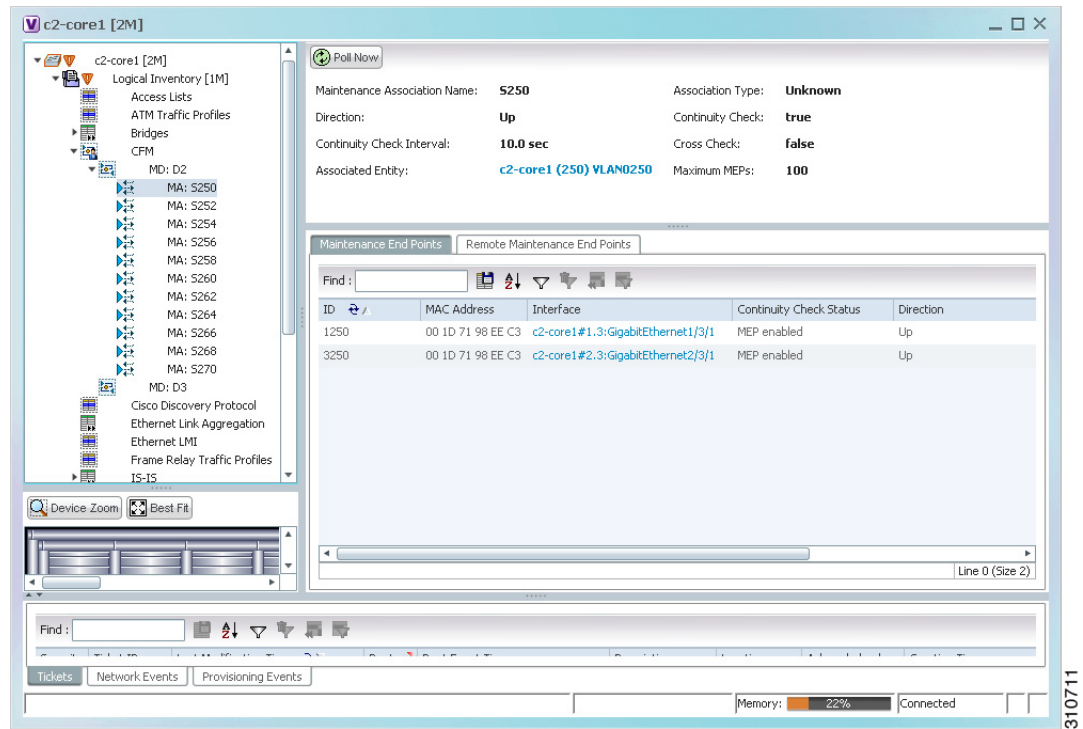 c2-core1 [2M]
c2-core1 [2M]
Logical Inventory [1M]
Access Lists
ATM Traffic Profiles
Bridges
CFM
MD: D2
MA: S250
MA: S252
MA: S254
MA: S256
MA: S258
MA: S260
MA: S262
MA: S264
MA: S266
MA: S268
MA: S270
MD: D3
Cisco Discovery Protocol
Ethernet Link Aggregation
Ethernet LMI
Frame Relay Traffic Profiles
IS-IS
Device Zoom Best Fit
Poll Now
Maintenance Association Name: S250 Association Type: Unknown
Direction: Up Continuity Check: true
Continuity Check Interval: 10.0 sec Cross Check: false
Associated Entity: c2-core1 (250) VLAN0250 Maximum MEPs: 100
Maintenance End Points Remote Maintenance End Points
Find :
ID MAC Address Interface Continuity Check Status Direction
1250 00 1D 71 98 EE C3 c2-core1#1.3:GigabitEthernet1/3/1 MEP enabled Up
3250 00 1D 71 98 EE C3 c2-core1#2.3:GigabitEthernet2/3/1 MEP enabled Up
Line 0 (Size 2)
Find :
Tickets Network Events Provisioning Events
Memory: 22% Connected
310711